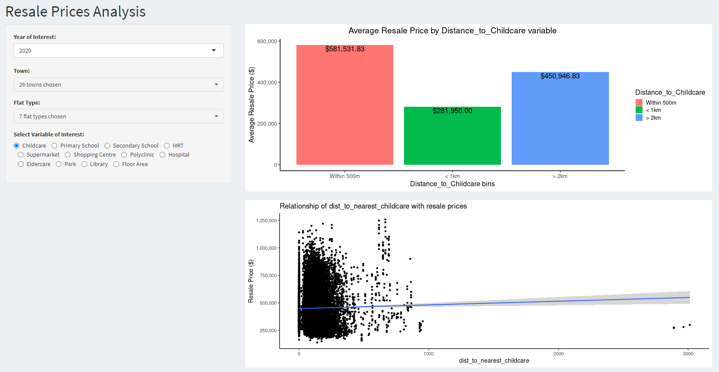 Resale Prices Analysis
Year of Interest:
2020
Town:
26 towns chosen
Flat Type:
7 flat types chosen
Select Variable of Interest:
Childcare Primary School Secondary School MRT
Supermarket Shopping Centre Polyclinic Hospital
Eldercare Park Library Floor Area
Average Resale Price by Distance_to_Childcare variable
Average Resale Price ($)
600,000
400,000
200,000
0
$581,531.83
$281,950.00
$450,946.83
Within 500m
< 1km
> 2km
Distance_to_Childcare bins
Distance_to_Childcare
Within 500m
< 1km
> 2km
Relationship of dist_to_nearest_childcare with resale prices
Resale Price ($)
1,250,000
1,000,000
750,000
500,000
250,000
0
1000
2000
3000
dist_to_nearest_childcare